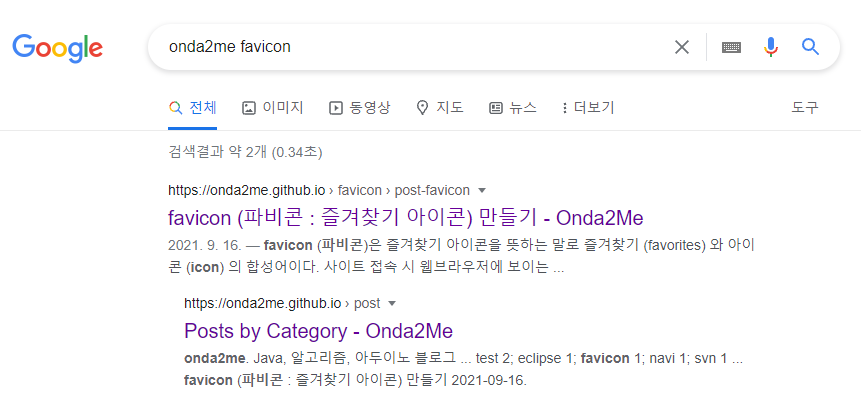 Google
onda2me favicon
전체 이미지 동영상 지도 뉴스 더보기 도구
검색결과 약 2개 (0.34초)
https://onda2me.github.io › favicon › post-favicon
favicon (파비콘 : 즐겨찾기 아이콘) 만들기 - Onda2Me
2021. 9. 16. — favicon (파비콘)은 즐겨찾기 아이콘을 뜻하는 말로 즐겨찾기 (favorites) 와 아이
콘 (icon) 의 합성어이다. 사이트 접속 시 웹브라우저에 보이는 ...
https://onda2me.github.io › post
Posts by Category - Onda2Me
onda2me. Java, 알고리즘, 아두이노 블로그 ... test 2; eclipse 1; favicon 1; navi 1; svn 1 ...
favicon (파비콘 : 즐겨찾기 아이콘) 만들기 2021-09-16.